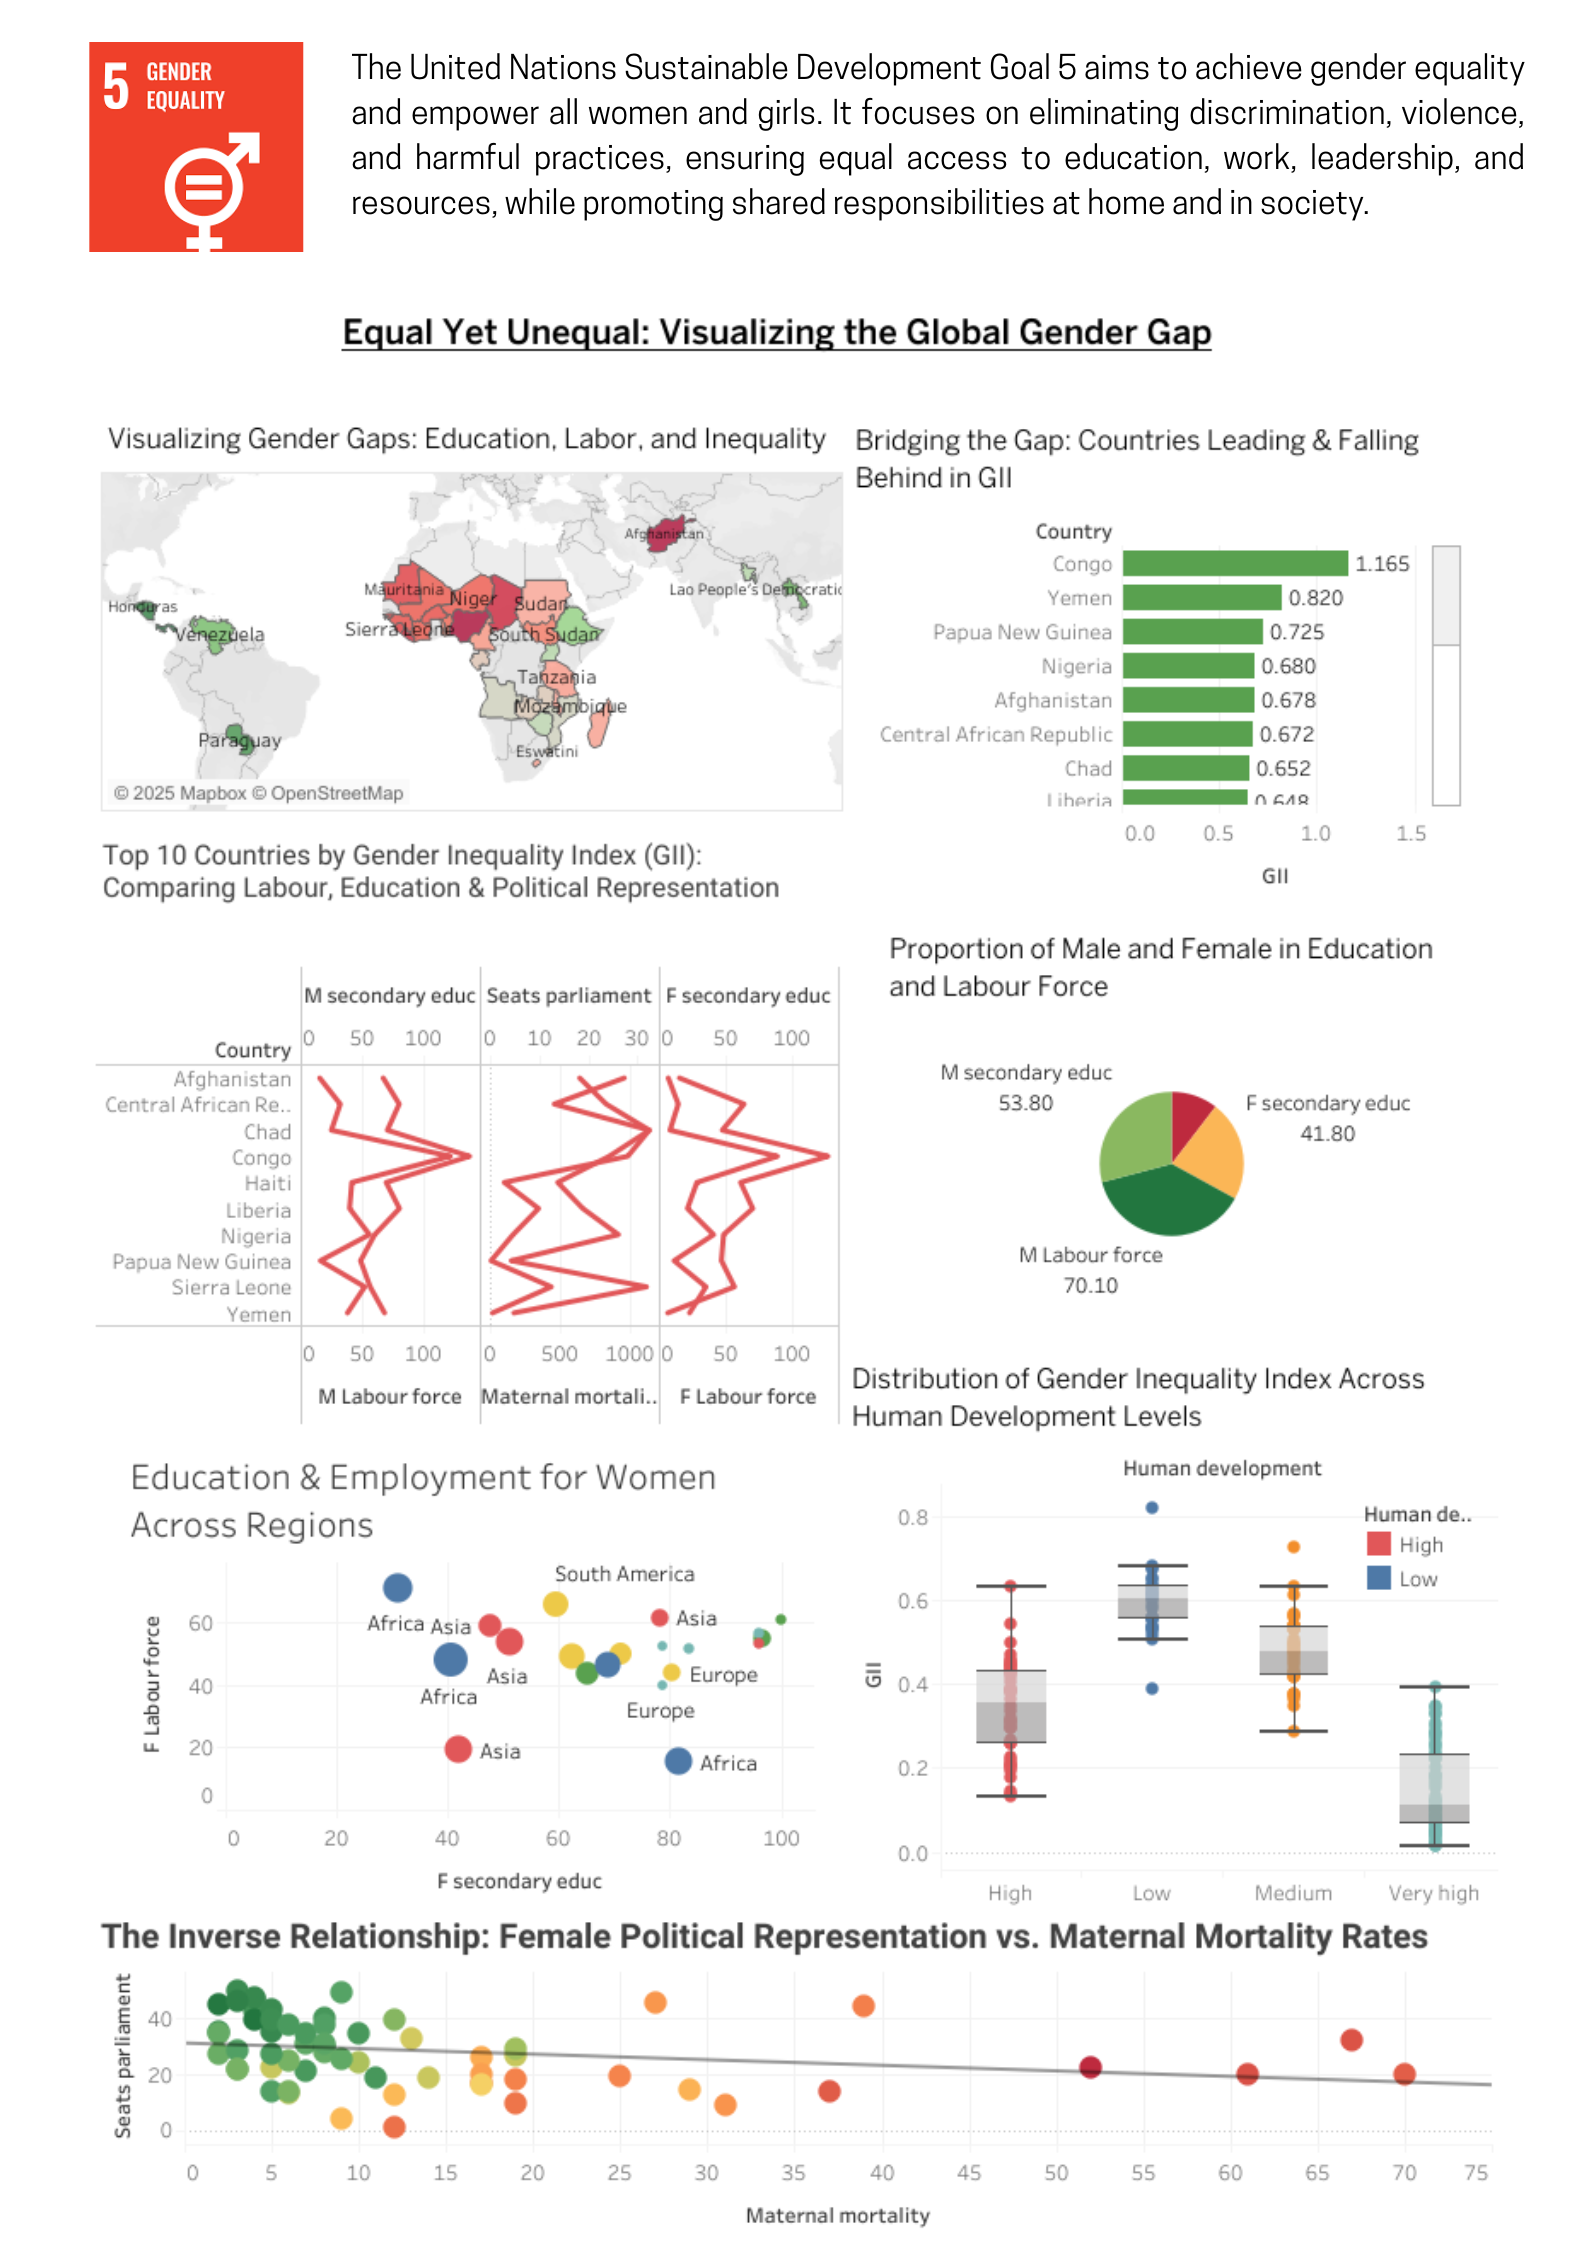 5 GENDER
EQUALITY
The United Nations Sustainable Development Goal 5 aims to achieve gender equality
and empower all women and girls. It focuses on eliminating discrimination, violence,
and harmful practices, ensuring equal access to education, work, leadership, and
resources, while promoting shared responsibilities at home and in society.
Equal Yet Unequal: Visualizing the Global Gender Gap
Visualizing Gender Gaps: Education, Labor, and Inequality
Afghanistan
Mauritania
Niger
Sudan
Lao People's Democratic
Honduras
Venezuela
Sierra Leone
South Sudan
Tanzania
Mozambique
Paraguay
Eswatini
© 2025 Mapbox © OpenStreetMap
Bridging the Gap: Countries Leading & Falling
Behind in GII
Country
Congo 1.165
Yemen 0.820
Papua New Guinea 0.725
Nigeria 0.680
Afghanistan 0.678
Central African Republic 0.672
Chad 0.652
Liberia 0.648
0.0 0.5 1.0 1.5
GII
Top 10 Countries by Gender Inequality Index (GII):
Comparing Labour, Education & Political Representation
M secondary educ Seats parliament F secondary educ
0 50 100 0 10 20 30 0 50 100
Country
Afghanistan
Central African Re..
Chad
Congo
Haiti
Liberia
Nigeria
Papua New Guinea
Sierra Leone
Yemen
0 50 100 0 500 1000 0 50 100
M Labour force Maternal mortali.. F Labour force
Proportion of Male and Female in Education
and Labour Force
M secondary educ
53.80
F secondary educ
41.80
M Labour force
70.10
Education & Employment for Women
Across Regions
F Labour force
60
40
20
0
South America
Africa
Asia
Asia
Asia
Africa
Europe
Europe
Asia
Africa
0 20 40 60 80 100
F secondary educ
Distribution of Gender Inequality Index Across
Human Development Levels
Human development
GII
0.8
0.6
0.4
0.2
0.0
Human de..
High
Low
High Low Medium Very high
The Inverse Relationship: Female Political Representation vs. Maternal Mortality Rates
Seats parliament
40
20
0
0 5 10 15 20 25 30 35 40 45 50 55 60 65 70 75
Maternal mortality